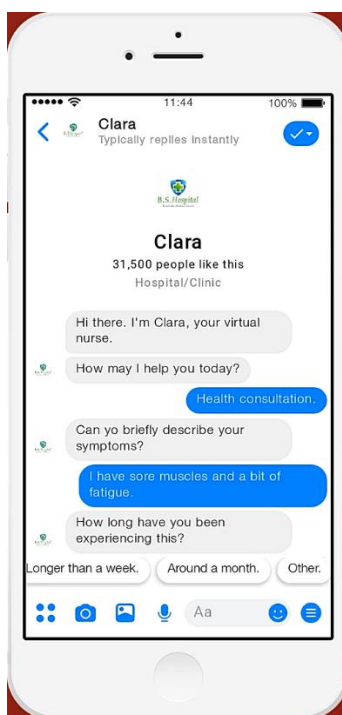 11:44
100%
Clara
Typically replies instantly
B.S.Hospital
Clara
31,500 people like this
Hospital/Clinic
Hi there. I'm Clara, your virtual
nurse.
How may I help you today?
Health consultation.
Can yo briefly describe your
symptoms?
I have sore muscles and a bit of
fatigue.
How long have you been
experiencing this?
Longer than a week.
Around a month.
Other.
Aa